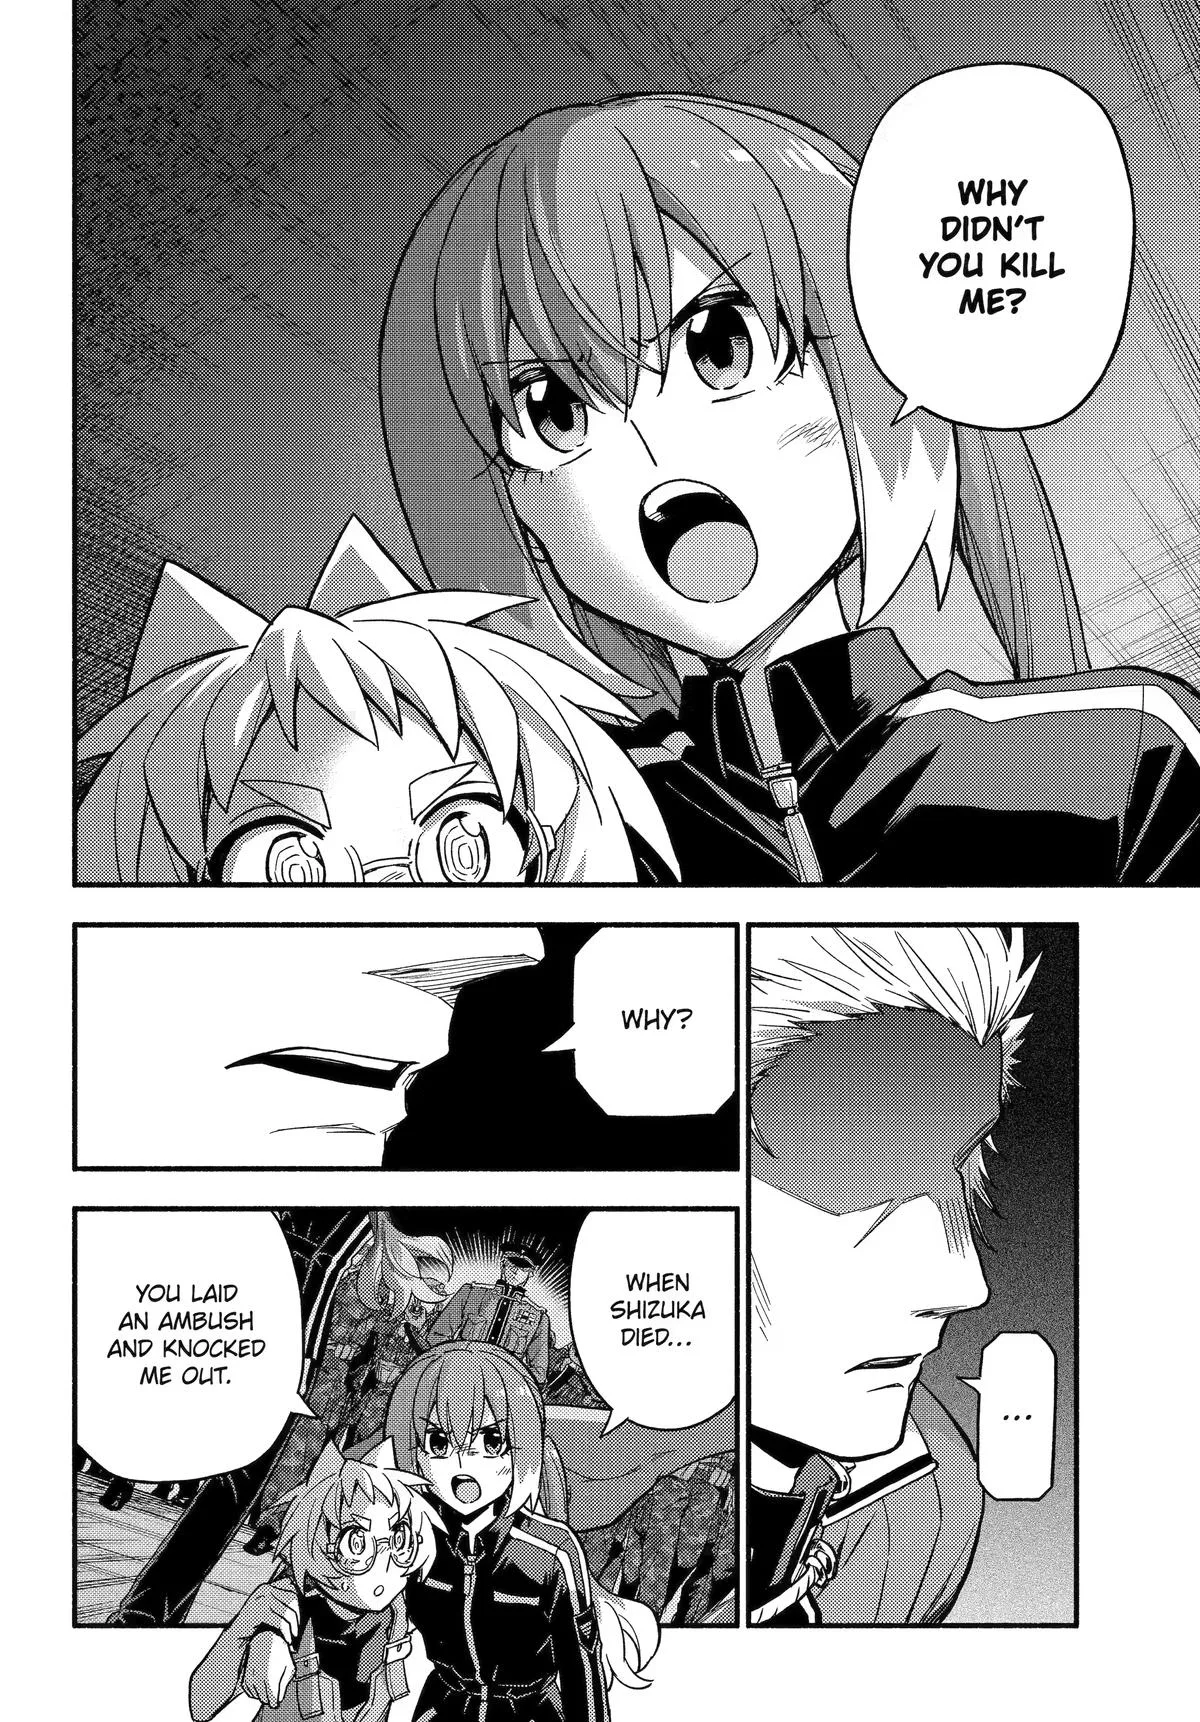 WHY
DIDN'T
YOU KILL
ME?
...
WHY?
WHEN
SHIZUKA
DIED...
YOU LAID
AN AMBUSH
AND KNOCKED
ME OUT.